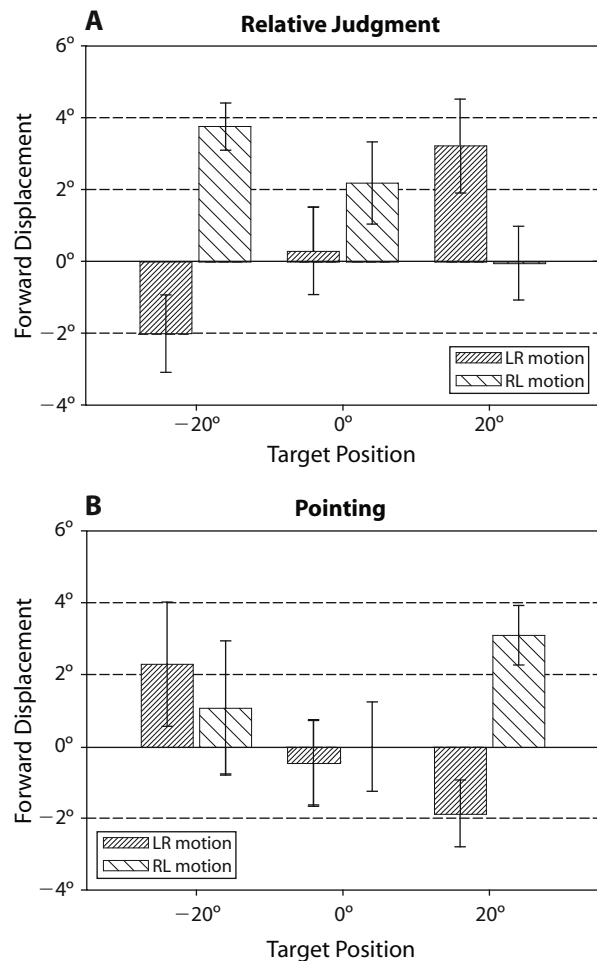 A Relative Judgment
6º
4º
2º
0º
−2º
−4º
Forward Displacement
LR motion
RL motion
−20º 0º 20º
Target Position
B Pointing
6º
4º
2º
0º
−2º
−4º
Forward Displacement
LR motion
RL motion
−20º 0º 20º
Target Position